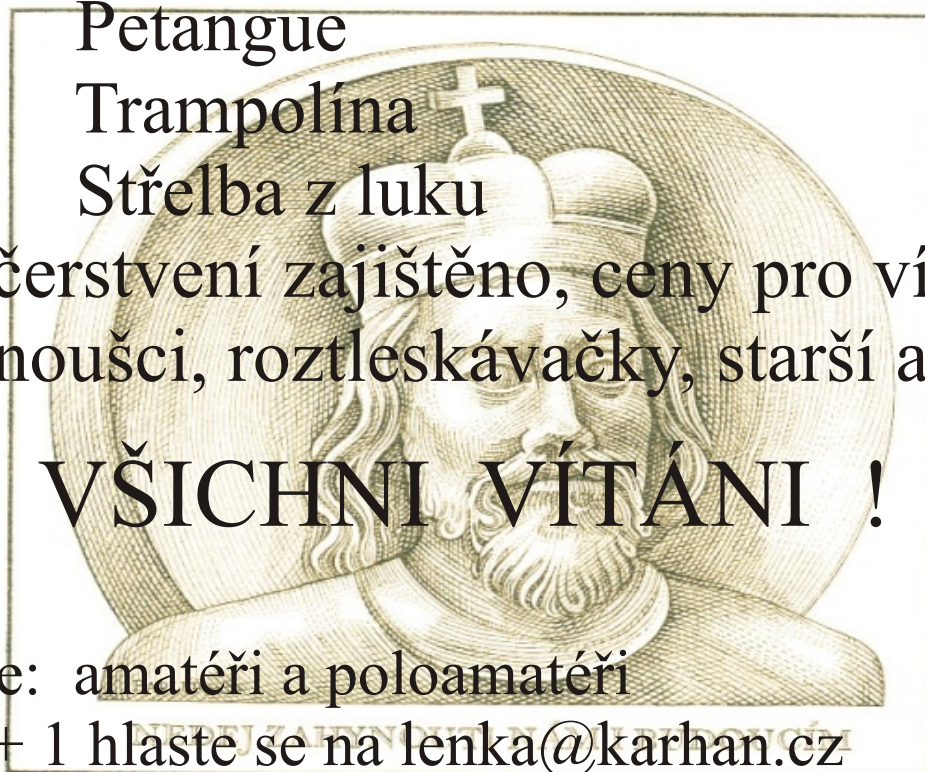 Petangue
Trampolína
Střelba z luku
čerstvení zajištěno, ceny pro ví
noušci, roztleskávačky, starší a
VŠICHNI VÍTÁNI !
e: amatéři a poloamatéři
+ 1 hlaste se na lenka@karhan.cz